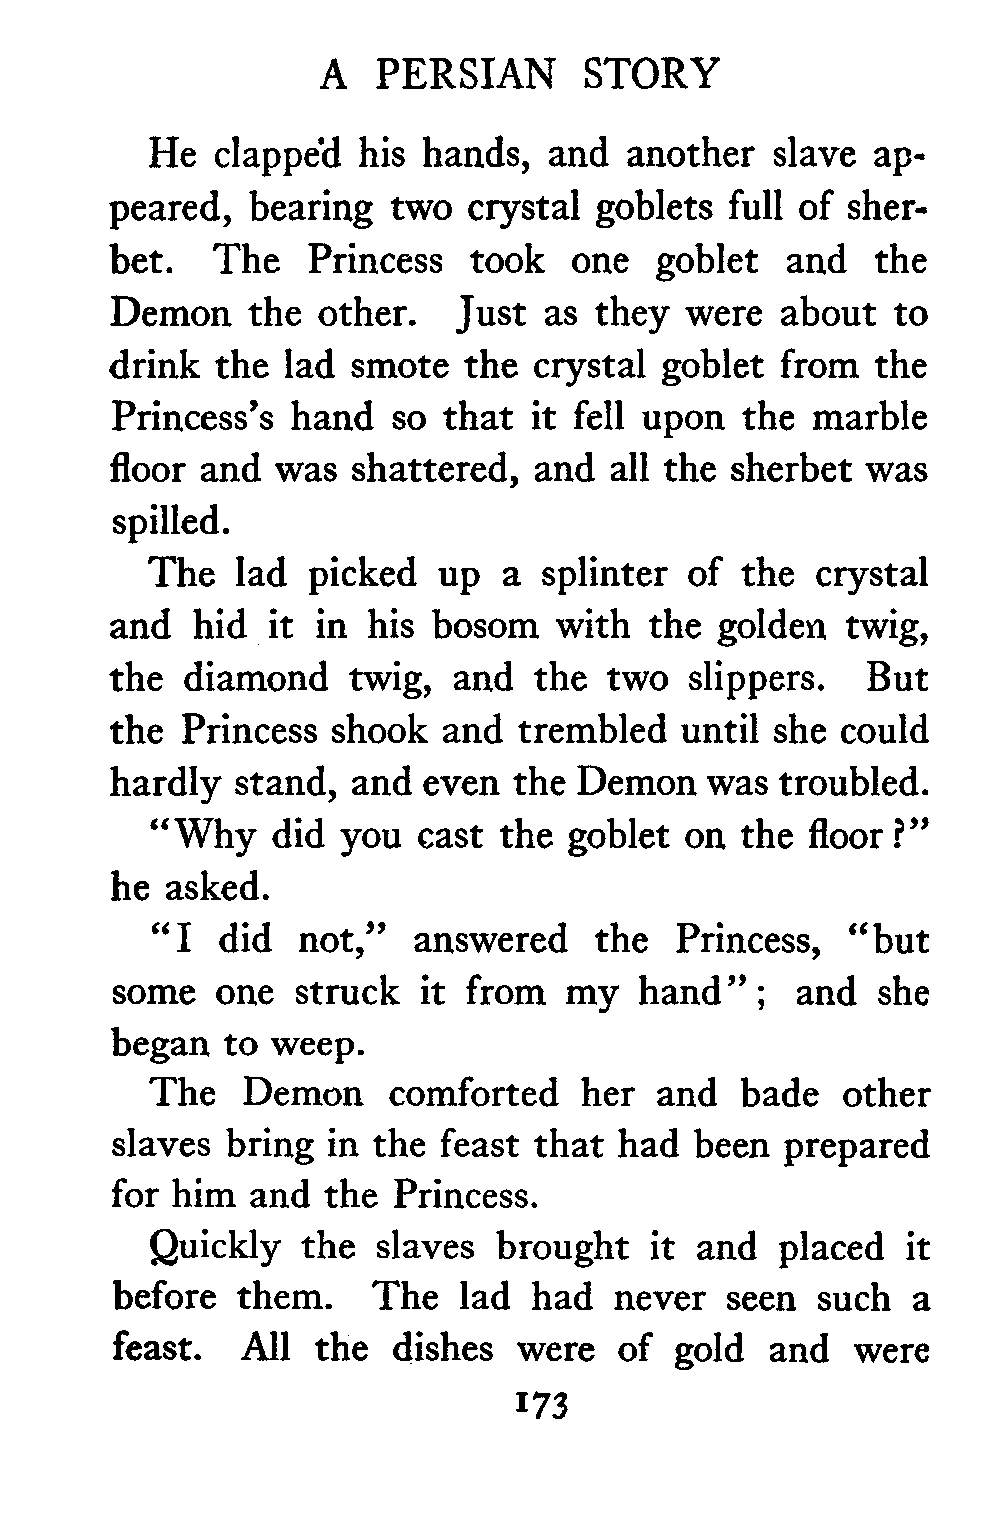 A PERSIAN STORY
He clapped his hands, and another slave ap-
peared, bearing two crystal goblets full of sher-
bet. The Princess took one goblet and the
Demon the other. Just as they were about to
drink the lad smote the crystal goblet from the
Princess's hand so that it fell upon the marble
floor and was shattered, and all the sherbet was
spilled.
The lad picked up a splinter of the crystal
and hid it in his bosom with the golden twig,
the diamond twig, and the two slippers. But
the Princess shook and trembled until she could
hardly stand, and even the Demon was troubled.
“Why did you cast the goblet on the floor?”
he asked.
“I did not,” answered the Princess, “but
some one struck it from my hand”; and she
began to weep.
The Demon comforted her and bade other
slaves bring in the feast that had been prepared
for him and the Princess.
Quickly the slaves brought it and placed it
before them. The lad had never seen such a
feast. All the dishes were of gold and were
173